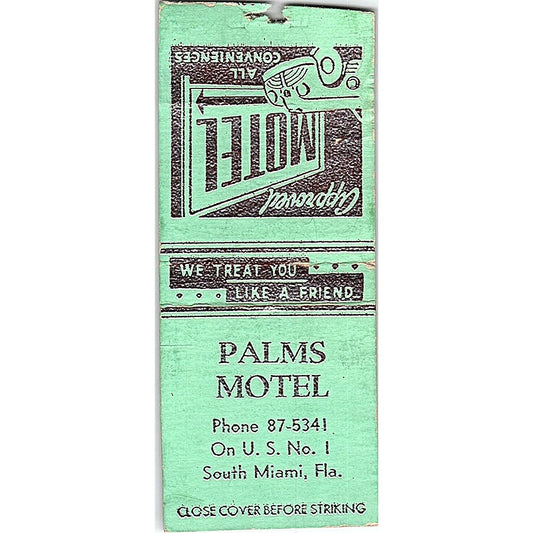 Approved
MOTEL
ALL
CONVENIENCES
WE TREAT YOU
LIKE A FRIEND
PALMS
MOTEL
Phone 87-5341
On U. S. No. 1
South Miami, Fla.
CLOSE COVER BEFORE STRIKING